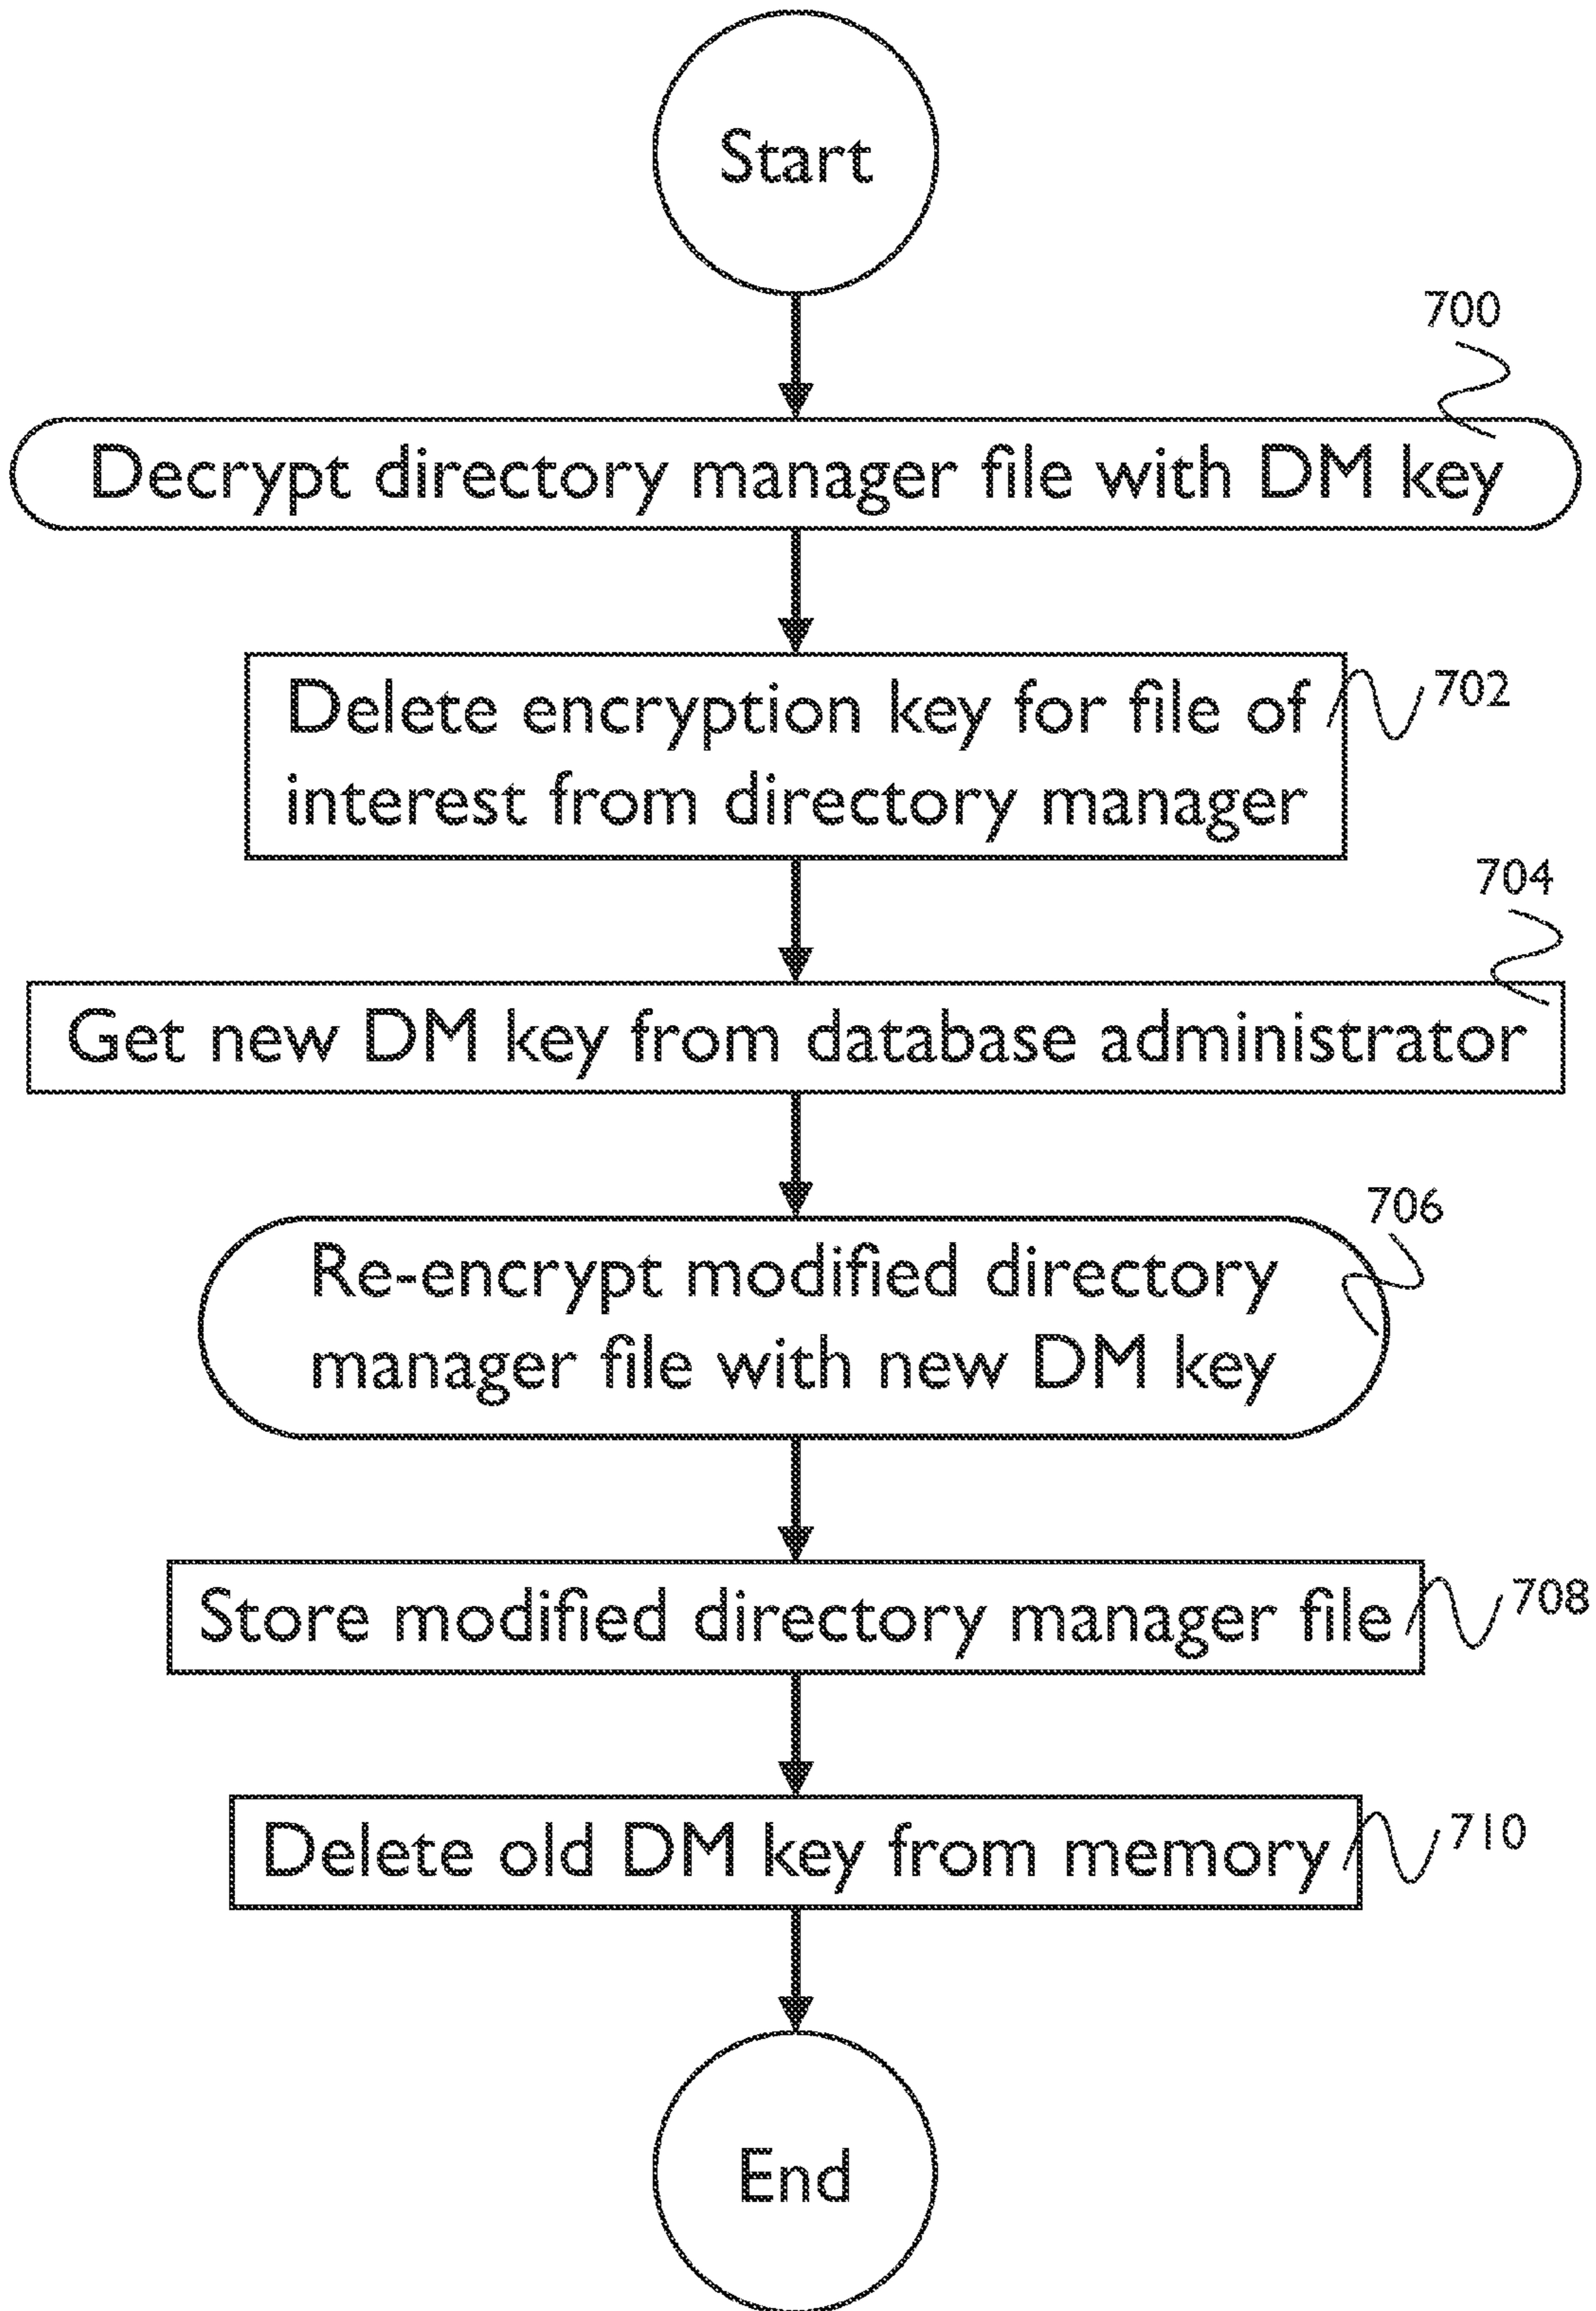 Start
700
Decrypt directory manager file with DM key
Delete encryption key for file of
interest from directory manager
702
704
Get new DM key from database administrator
706
Re-encrypt modified directory
manager file with new DM key
Store modified directory manager file
708
Delete old DM key from memory
710
End